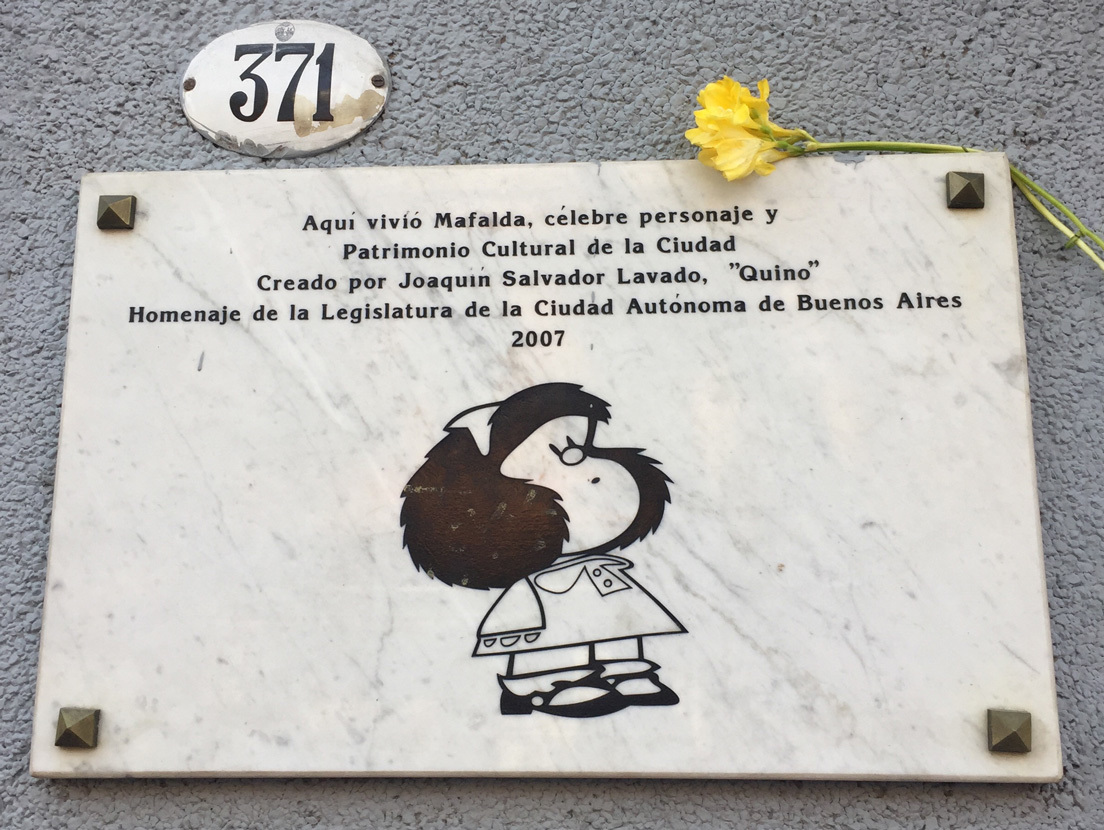 371
Aquí vivió Mafalda, célebre personaje y
Patrimonio Cultural de la Ciudad
Creado por Joaquín Salvador Lavado, "Quino"
Homenaje de la Legislatura de la Ciudad Autónoma de Buenos Aires
2007